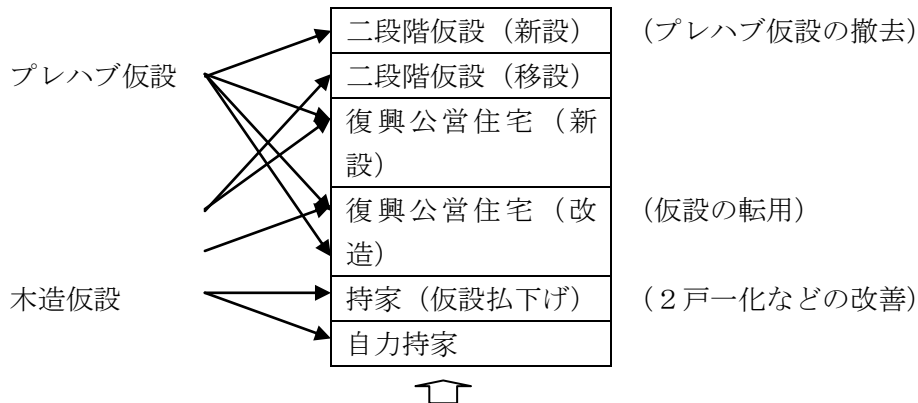 二段階仮設（新設）　（プレハブ仮設の撤去）
プレハブ仮設　二段階仮設（移設）
復興公営住宅（新
設）
復興公営住宅（改　（仮設の転用）
造）
木造仮設　持家（仮設払下げ）　（２戸一化などの改善）
自力持家